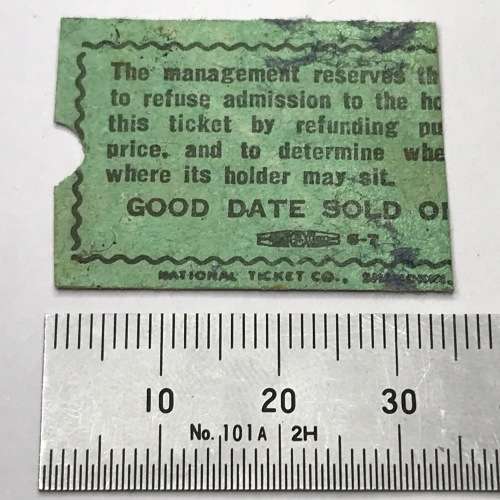 The management reserves th
to refuse admission to the ho
this ticket by refunding pu
price, and to determine whe
where its holder may sit.
GOOD DATE SOLD O
6-7
NATIONAL TICKET CO.,
10 20 30
No. 101A 2H